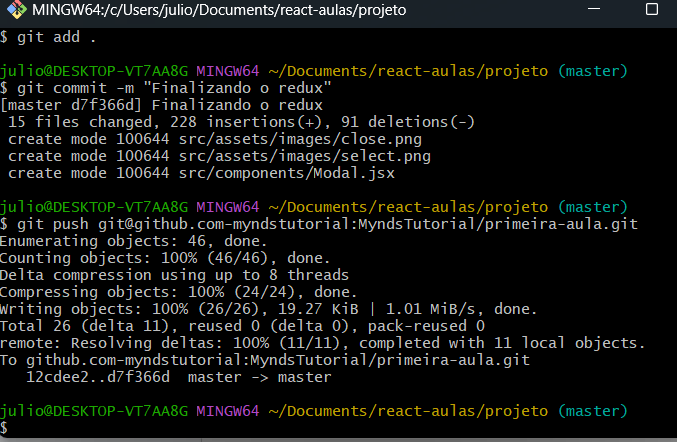 MINGW64:/c/Users/julio/Documents/react-aulas/projeto
$ git add .
julio@DESKTOP-VT7AA8G MINGW64 ~/Documents/react-aulas/projeto (master)
$ git commit -m "Finalizando o redux"
[master d7f366d] Finalizando o redux
 15 files changed, 228 insertions(+), 91 deletions(-)
 create mode 100644 src/assets/images/close.png
 create mode 100644 src/assets/images/select.png
 create mode 100644 src/components/Modal.jsx
julio@DESKTOP-VT7AA8G MINGW64 ~/Documents/react-aulas/projeto (master)
$ git push git@github.com-myndstutorial:MyndsTutorial/primeira-aula.git
Enumerating objects: 46, done.
Counting objects: 100% (46/46), done.
Delta compression using up to 8 threads
Compressing objects: 100% (24/24), done.
Writing objects: 100% (26/26), 19.27 KiB | 1.01 MiB/s, done.
Total 26 (delta 11), reused 0 (delta 0), pack-reused 0
remote: Resolving deltas: 100% (11/11), completed with 11 local objects.
To github.com-myndstutorial:MyndsTutorial/primeira-aula.git
   12cdee2..d7f366d  master -> master
julio@DESKTOP-VT7AA8G MINGW64 ~/Documents/react-aulas/projeto (master)
$